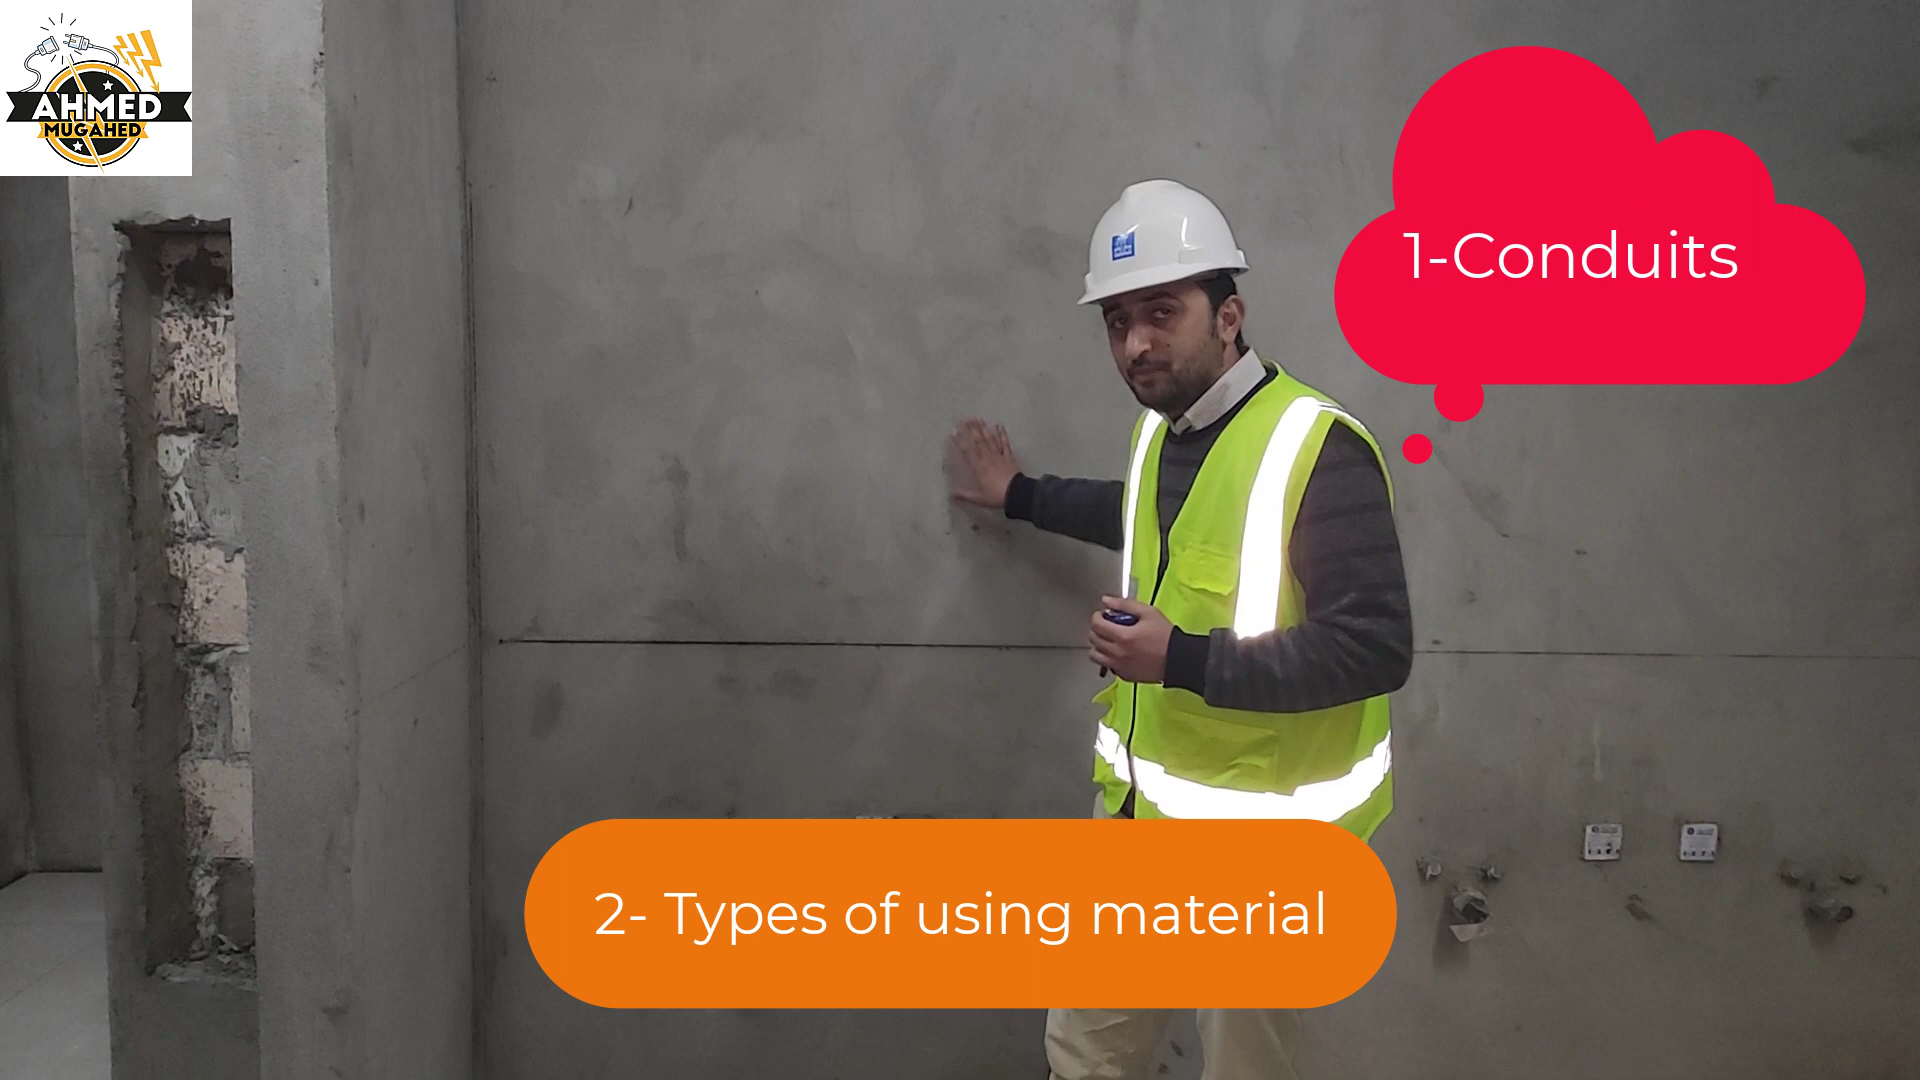 AHMED
MUGAHED
1-Conduits
2- Types of using material